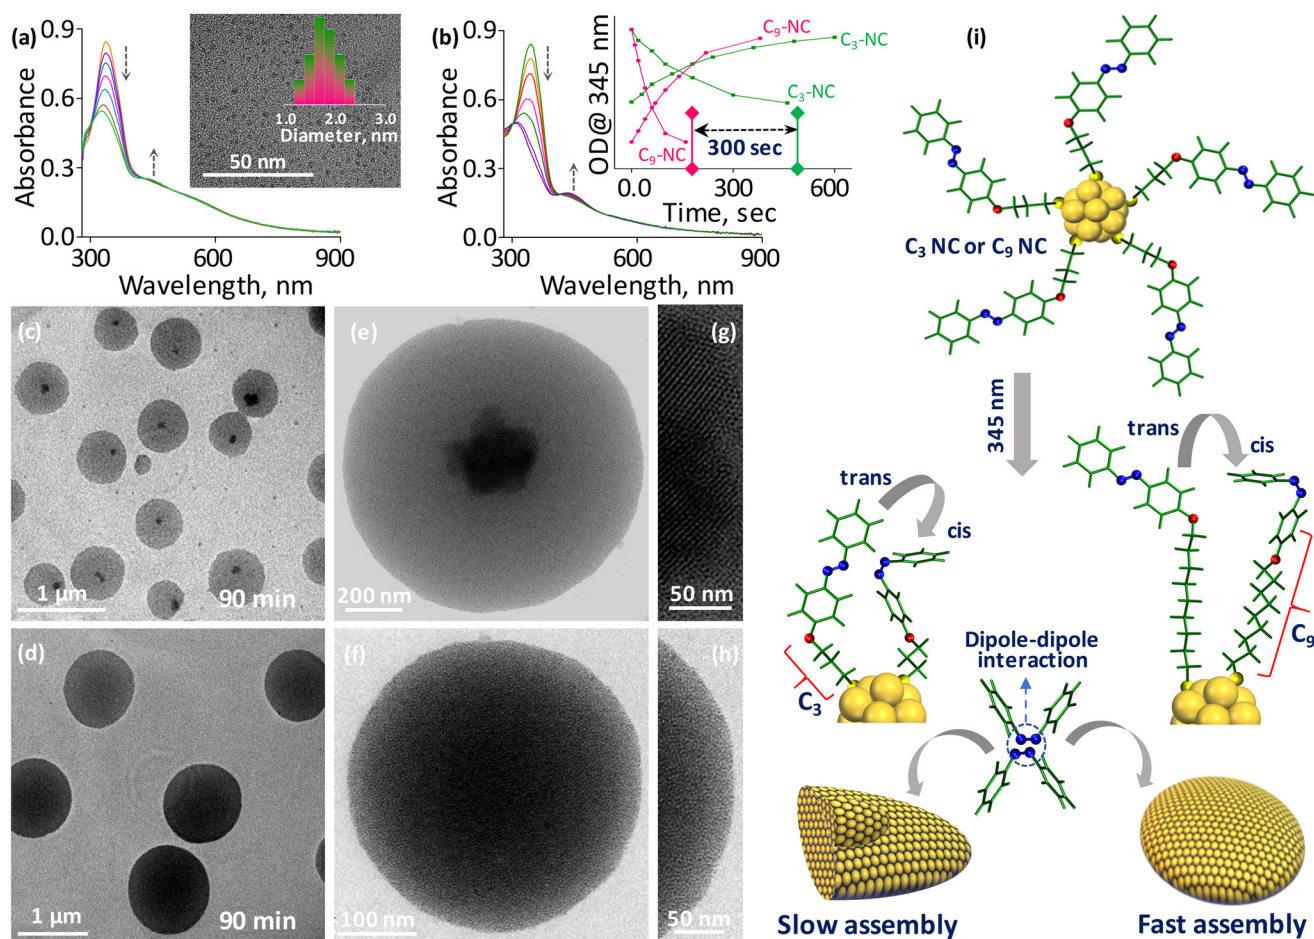 (a)
0.9
0.6
0.3
0.0
Absorbance
300
600
900
Wavelength, nm
1.0
2.0
3.0
Diameter, nm
50 nm
(b)
0.9
0.6
0.3
0.0
Absorbance
300
600
900
Wavelength, nm
OD@ 345 nm
C₉-NC
C₃-NC
C₃-NC
C₉-NC
300 sec
0.0
300
600
Time, sec
(c)
1 µm
90 min
(d)
1 µm
90 min
(e)
200 nm
(f)
100 nm
(g)
50 nm
(h)
50 nm
(i)
C₃ NC or C₉ NC
345 nm
trans
cis
C₃
trans
cis
C₉
Dipole-dipole
interaction
Slow assembly
Fast assembly